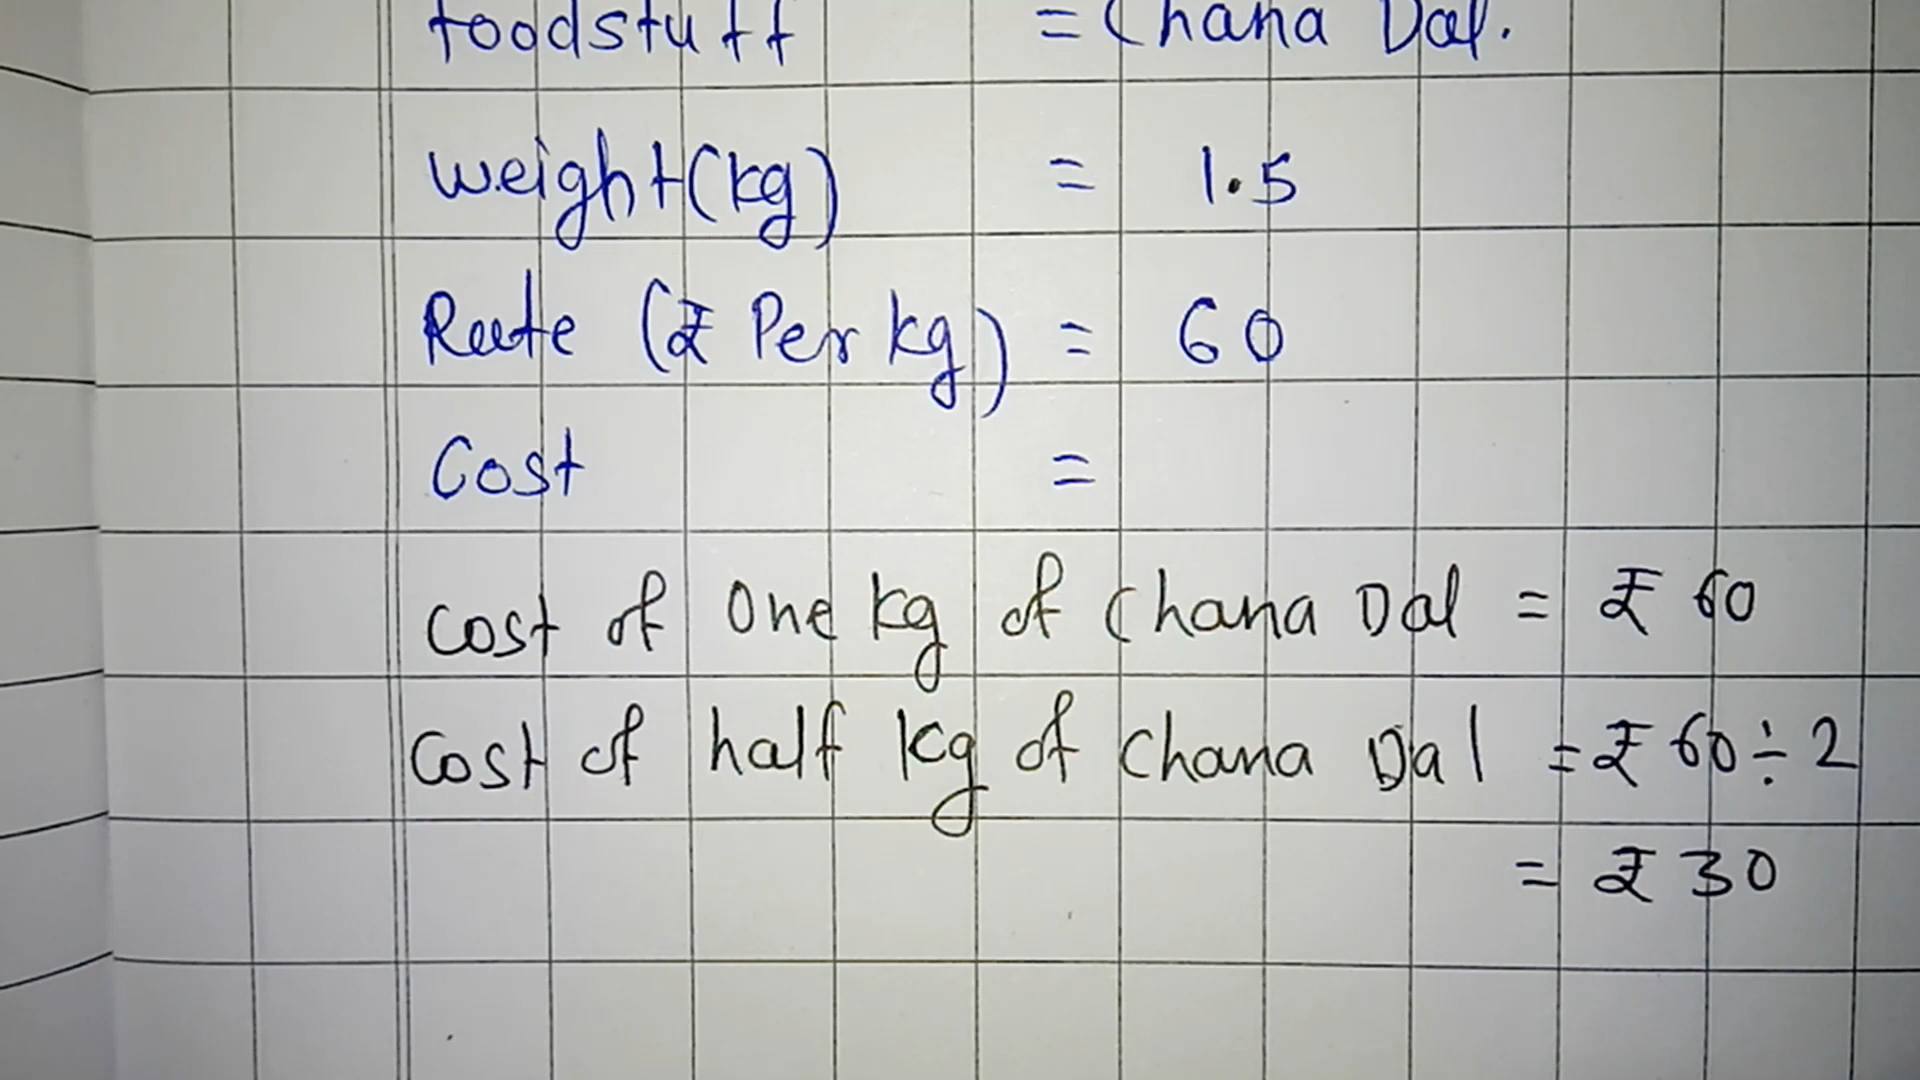 foodstuff = Chana Dal.
weight (kg) = 1.5
Rate (₹ Per kg) = 60
Cost =
Cost of One kg of Chana Dal = ₹ 60
Cost of half kg of Chana Dal = ₹ 60 ÷ 2
= ₹ 30